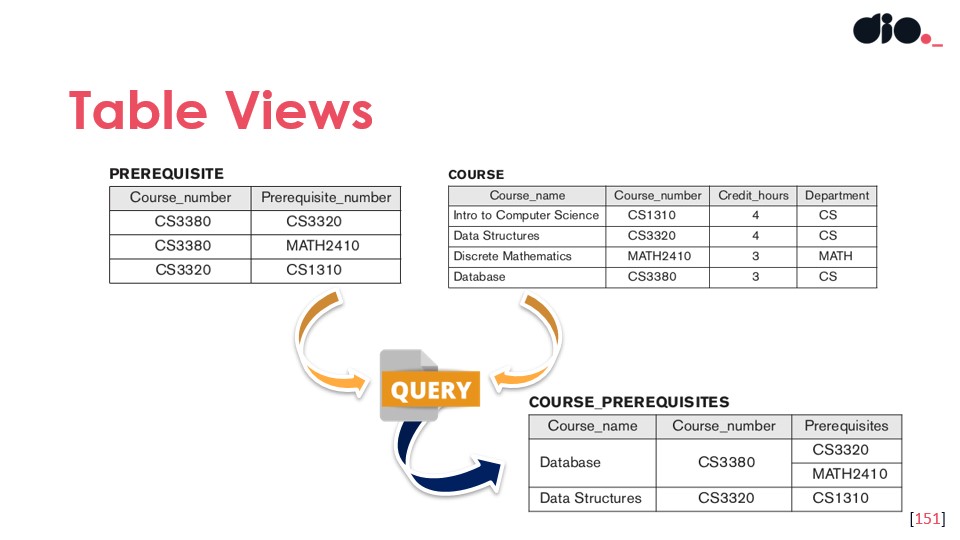 dio._
Table Views
PREREQUISITE
Course_number Prerequisite_number
CS3380 CS3320
CS3380 MATH2410
CS3320 CS1310
COURSE
Course_name Course_number Credit_hours Department
Intro to Computer Science CS1310 4 CS
Data Structures CS3320 4 CS
Discrete Mathematics MATH2410 3 MATH
Database CS3380 3 CS
QUERY
COURSE_PREREQUISITES
Course_name Course_number Prerequisites
Database CS3380 CS3320
MATH2410
Data Structures CS3320 CS1310
[151]